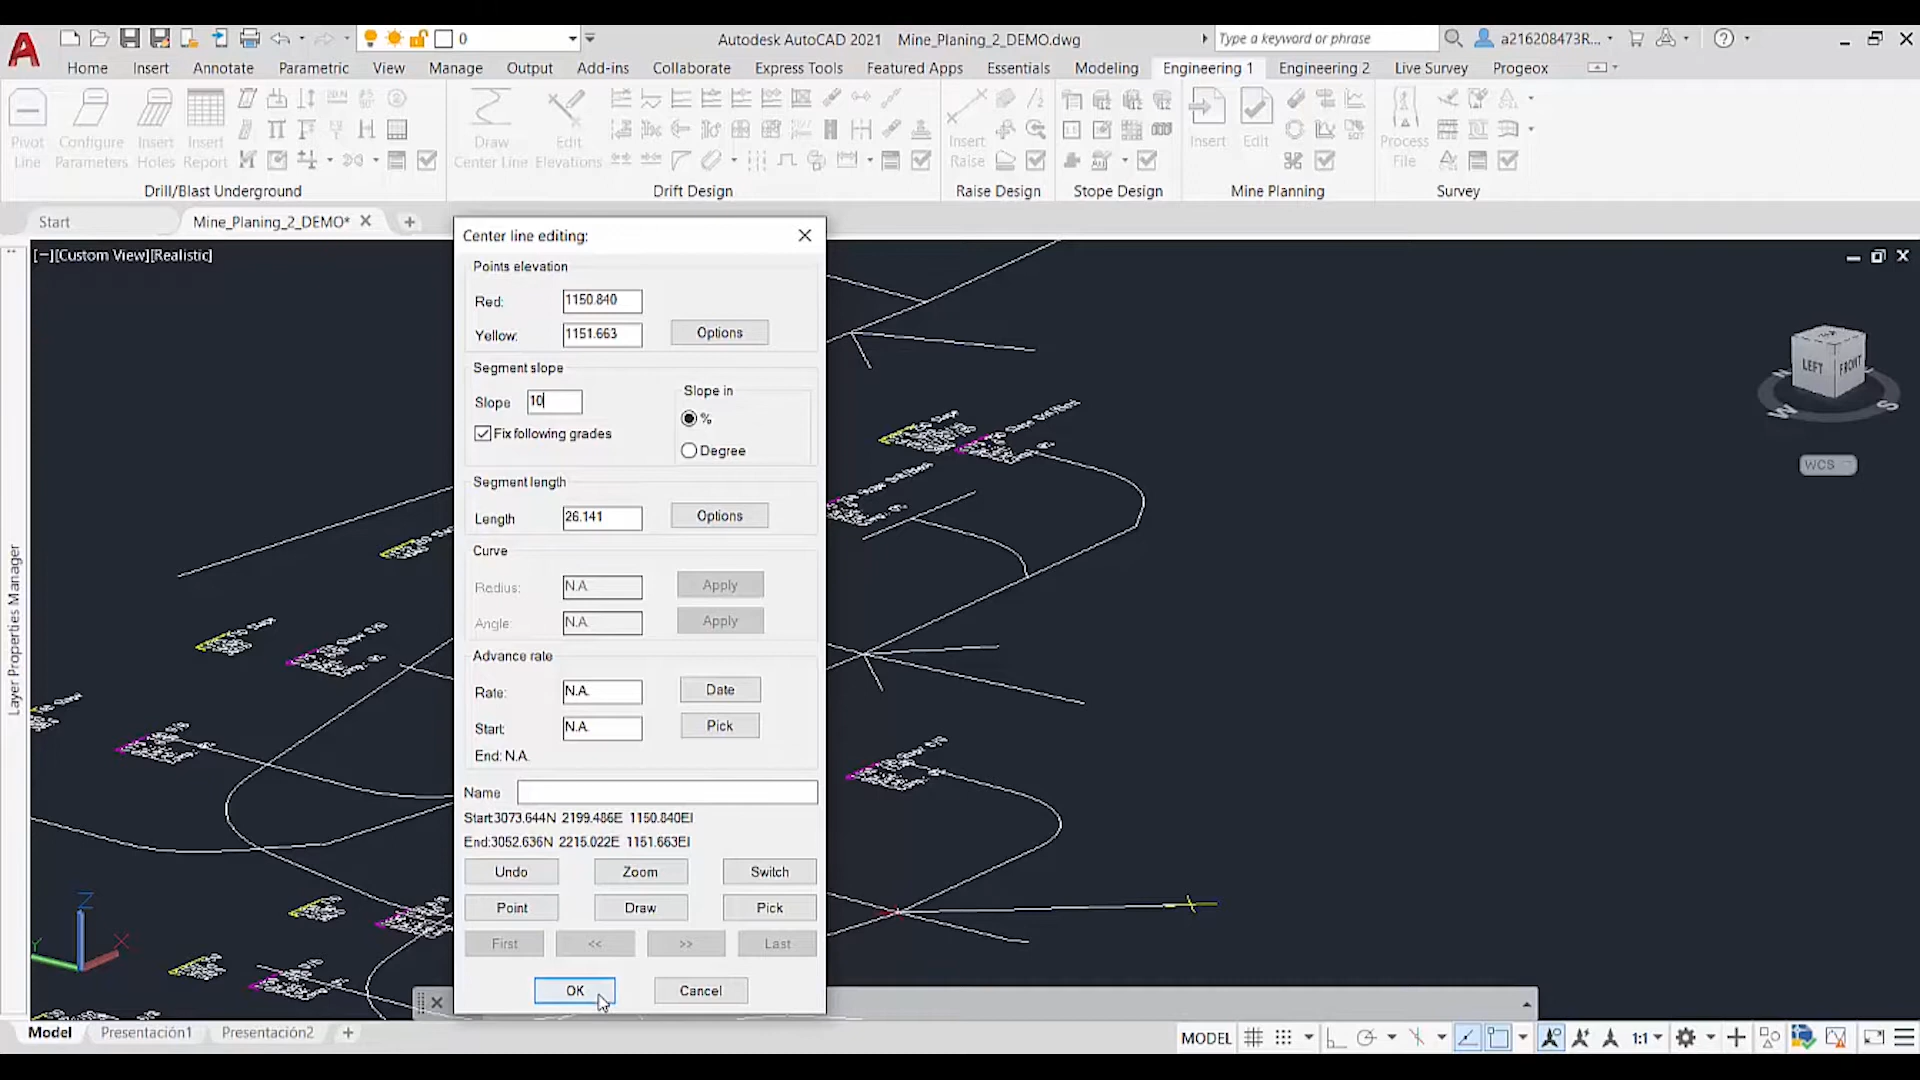 0
Autodesk AutoCAD 2021 Mine_Planing_2_DEMO.dwg
Type a keyword or phrase
a216208473R...
Home Insert Annotate Parametric View Manage Output Add-ins Collaborate Express Tools Featured Apps Essentials Modeling Engineering 1 Engineering 2 Live Survey Progeox
Pivot Line
Configure Parameters
Insert Holes
Insert Report
Draw Center Line
Edit Elevations
Insert Raise
Insert
Edit
Process File
Drill/Blast Underground
Drift Design
Raise Design
Stope Design
Mine Planning
Survey
Start
Mine_Planing_2_DEMO*
[−][Custom View][Realistic]
Layer Properties Manager
Center line editing:
Points elevation
Red: 1150.840
Yellow: 1151.663 Options
Segment slope
Slope 10
Slope in
%
Fix following grades
Degree
Segment length
Length 26.141 Options
Curve
Radius: N.A. Apply
Angle: N.A. Apply
Advance rate
Rate: N.A. Date
Start: N.A. Pick
End: N.A.
Name
Start:3073.644N 2199.486E 1150.840El
End:3052.636N 2215.022E 1151.663El
Undo Zoom Switch
Point Draw Pick
First << >> Last
OK Cancel
LEFT FRONT
W S
WCS
Z
Y X
Model Presentación1 Presentación2
MODEL
1:1